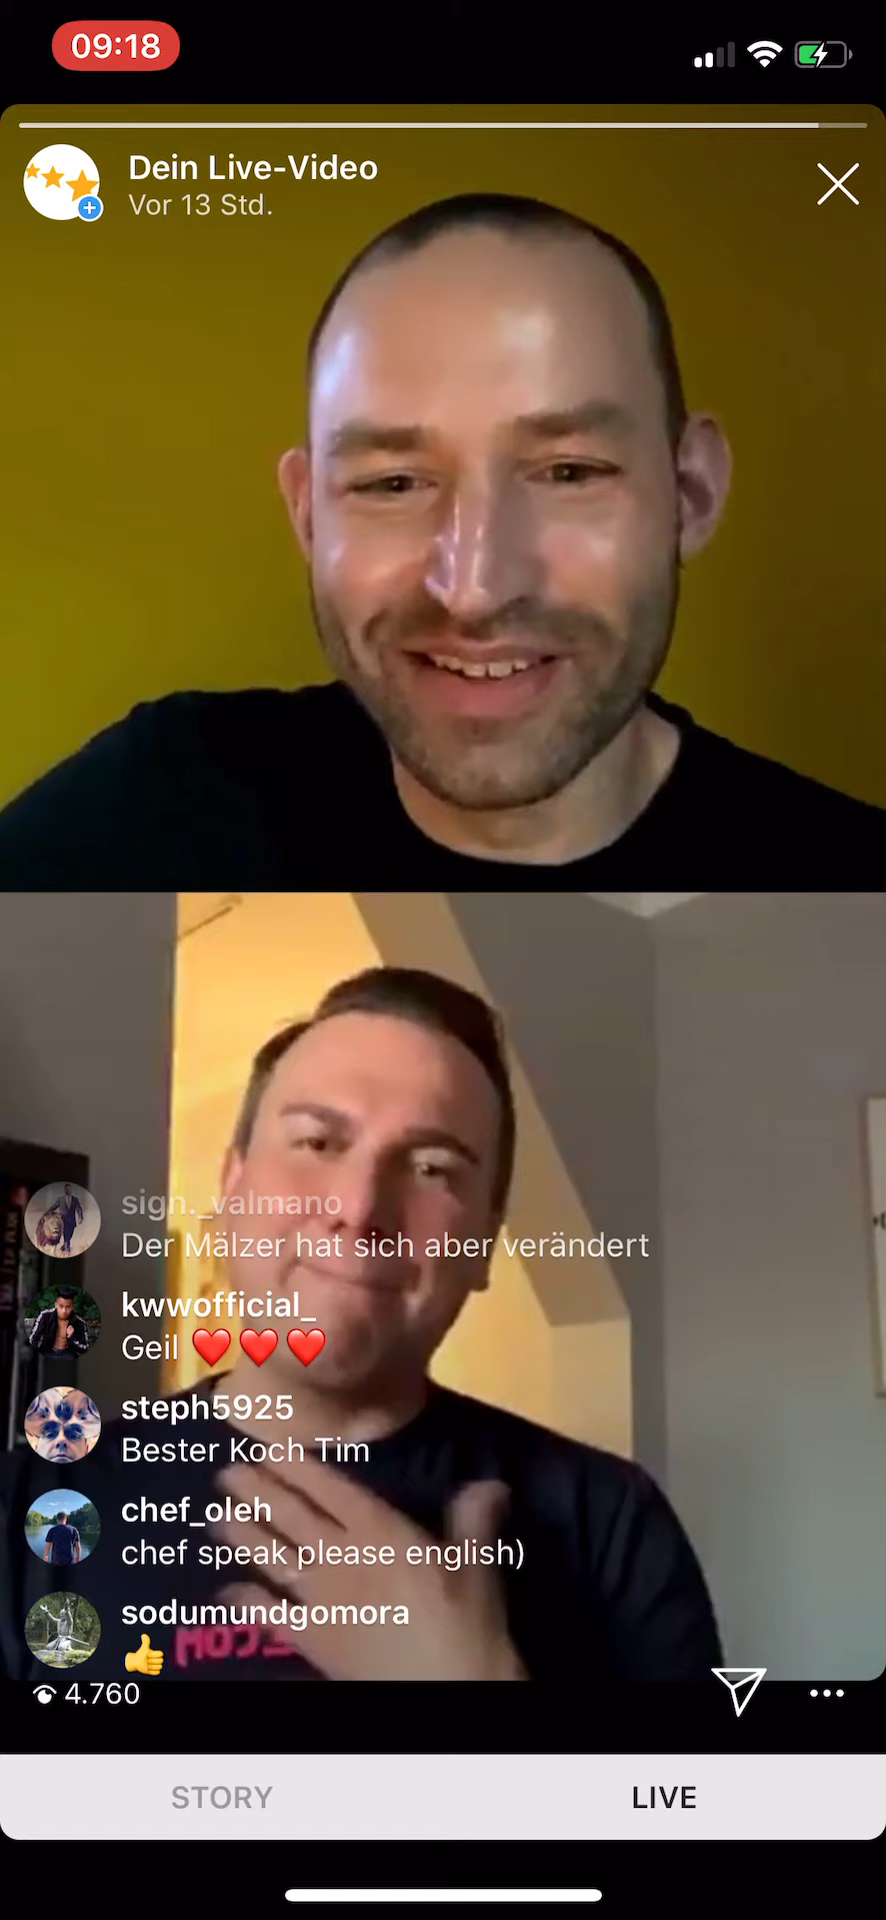 09:18
Dein Live-Video
Vor 13 Std.
sign._valmano
Der Mälzer hat sich aber verändert
kwwofficial_
Geil ❤️❤️❤️
steph5925
Bester Koch Tim
chef_oleh
chef speak please english)
sodumundgomora
👍
4.760
STORY
LIVE